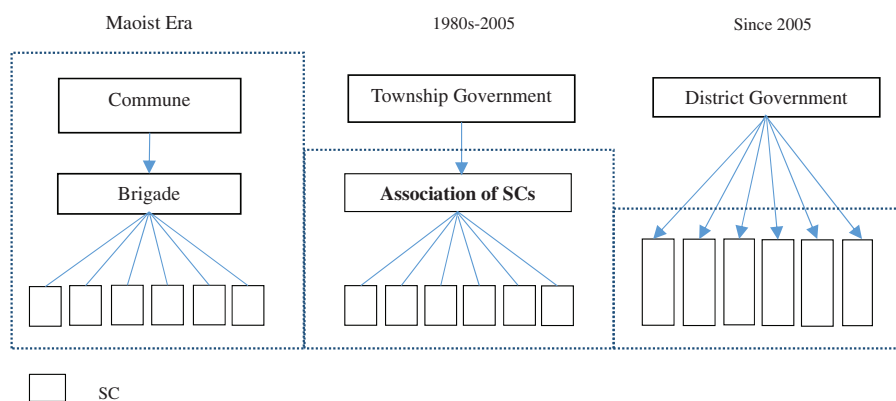 Maoist Era
1980s-2005
Since 2005
Commune
Township Government
District Government
Brigade
Association of SCs
SC